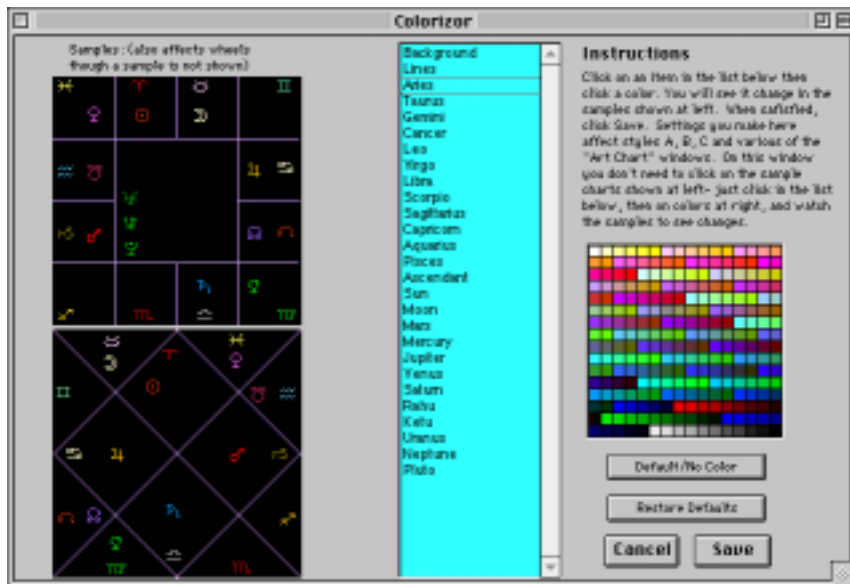 Colorizor
Samples: (also affects wheels
though a sample is not shown)
Background
Lines
Aries
Taurus
Gemini
Cancer
Leo
Virgo
Libra
Scorpio
Sagittarius
Capricorn
Aquarius
Pisces
Ascendant
Sun
Moon
Mars
Mercury
Jupiter
Venus
Saturn
Rahu
Ketu
Uranus
Neptune
Pluto
Instructions
Click on an item in the list below then
click a color. You will see it change in the
samples shown at left. When satisfied,
click Save. Settings you make here
affect styles A, B, C and various of the
"Art Chart" windows. On this window
you don't need to click on the sample
charts shown at left- just click in the list
below, then on colors at right, and watch
the samples to see changes.
Default/No Color
Restore Defaults
Cancel
Save